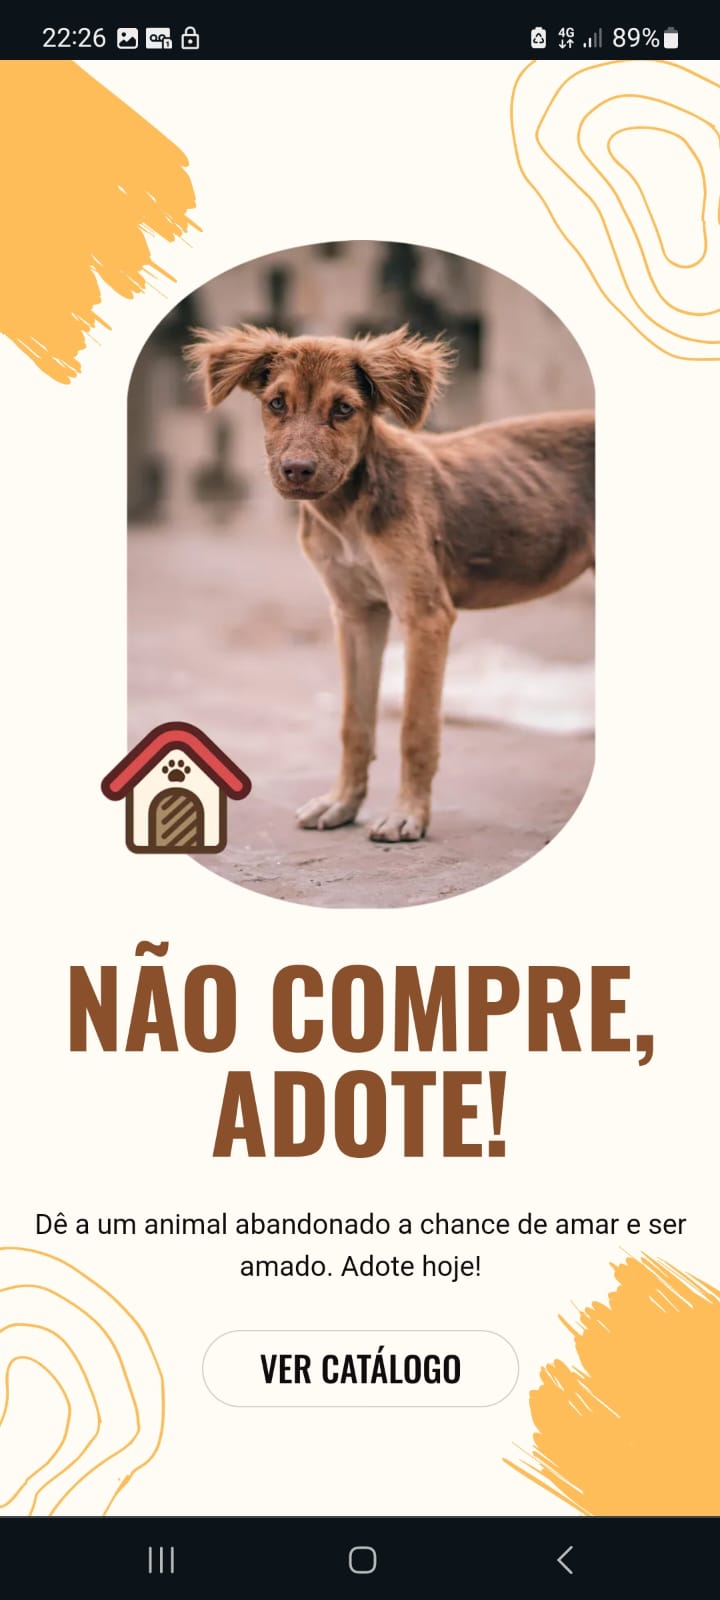 22:26 4G 89%
NÃO COMPRE,
ADOTE!
Dê a um animal abandonado a chance de amar e ser
amado. Adote hoje!
VER CATÁLOGO